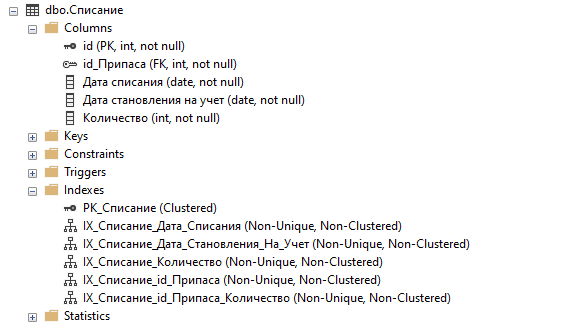 dbo.Списание
Columns
id (PK, int, not null)
id_Припаса (FK, int, not null)
Дата списания (date, not null)
Дата становления на учет (date, not null)
Количество (int, not null)
Keys
Constraints
Triggers
Indexes
PK_Списание (Clustered)
IX_Списание_Дата_Списания (Non-Unique, Non-Clustered)
IX_Списание_Дата_Становления_На_Учет (Non-Unique, Non-Clustered)
IX_Списание_Количество (Non-Unique, Non-Clustered)
IX_Списание_id_Припаса (Non-Unique, Non-Clustered)
IX_Списание_id_Припаса_Количество (Non-Unique, Non-Clustered)
Statistics